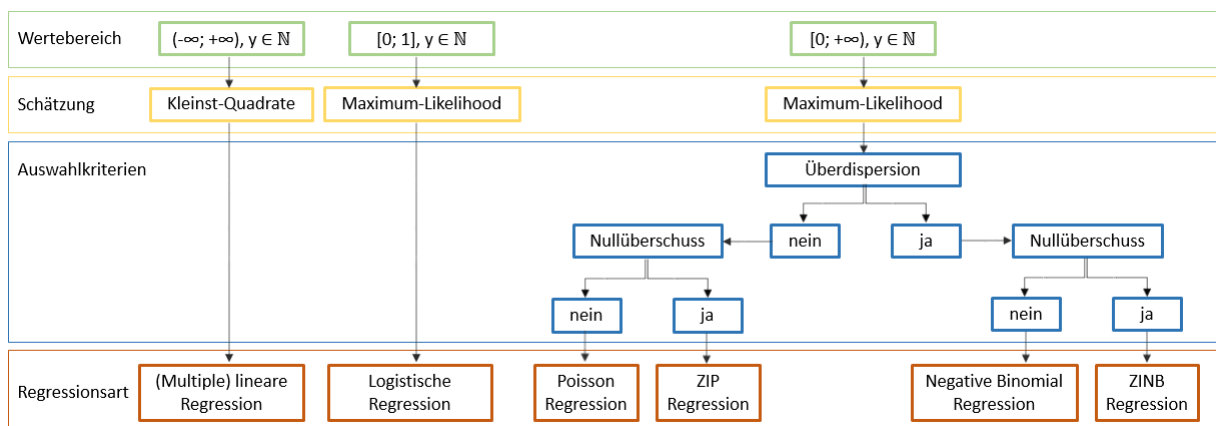 Wertebereich
(-∞; +∞), y ∈ ℕ
[0; 1], y ∈ ℕ
[0; +∞), y ∈ ℕ
Schätzung
Kleinst-Quadrate
Maximum-Likelihood
Maximum-Likelihood
Auswahlkriterien
Überdispersion
Nullüberschuss
nein
ja
Nullüberschuss
nein
ja
nein
ja
Regressionsart
(Multiple) lineare
Regression
Logistische
Regression
Poisson
Regression
ZIP
Regression
Negative Binomial
Regression
ZINB
Regression